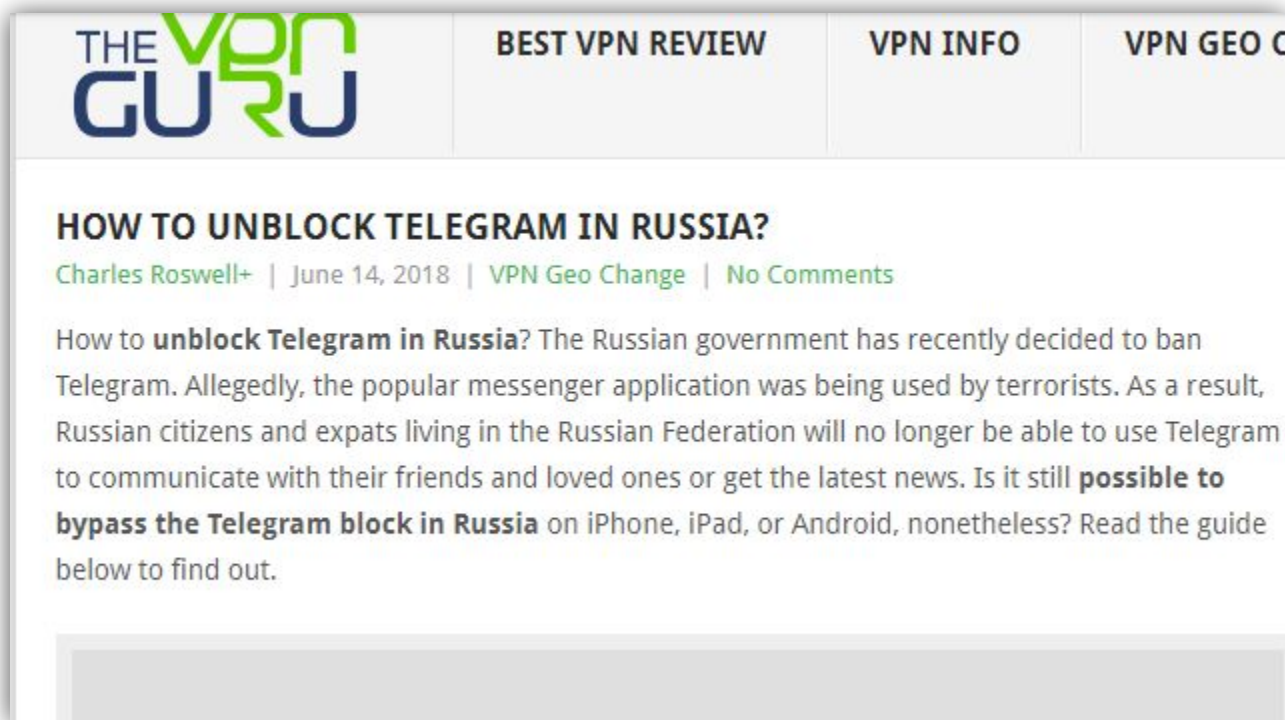 THE VPN
GURU
BEST VPN REVIEW
VPN INFO
VPN GEO
HOW TO UNBLOCK TELEGRAM IN RUSSIA?
Charles Roswell+ | June 14, 2018 | VPN Geo Change | No Comments
How to unblock Telegram in Russia? The Russian government has recently decided to ban
Telegram. Allegedly, the popular messenger application was being used by terrorists. As a result,
Russian citizens and expats living in the Russian Federation will no longer be able to use Telegram
to communicate with their friends and loved ones or get the latest news. Is it still possible to
bypass the Telegram block in Russia on iPhone, iPad, or Android, nonetheless? Read the guide
below to find out.